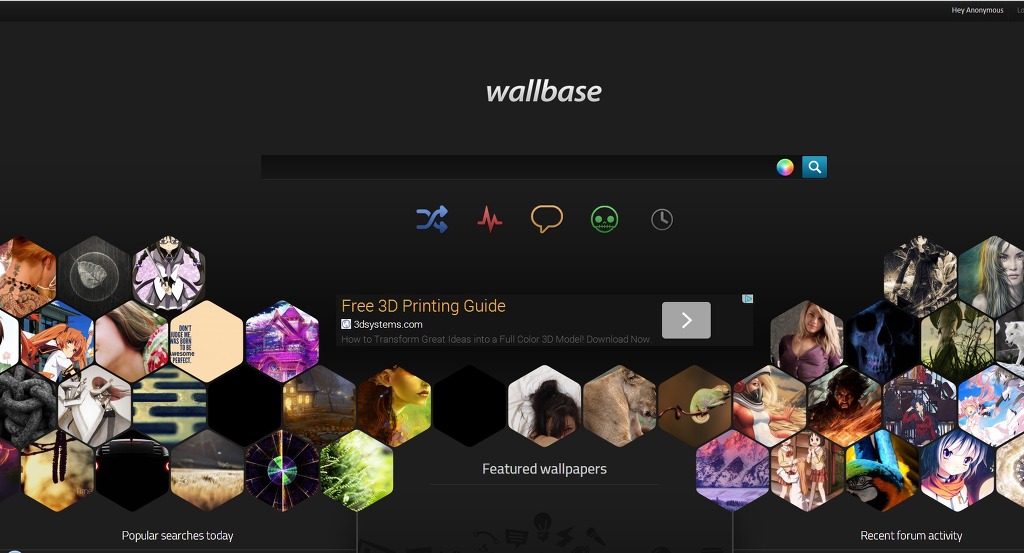 Hey Anonymous
wallbase
Free 3D Printing Guide
3dsystems.com
How to Transform Great Ideas into a Full Color 3D Model! Download Now
DON'T
JUDGE ME.
I WAS BORN
TO BE
Awesome
PERFECT.
Featured wallpapers
Popular searches today
Recent forum activity